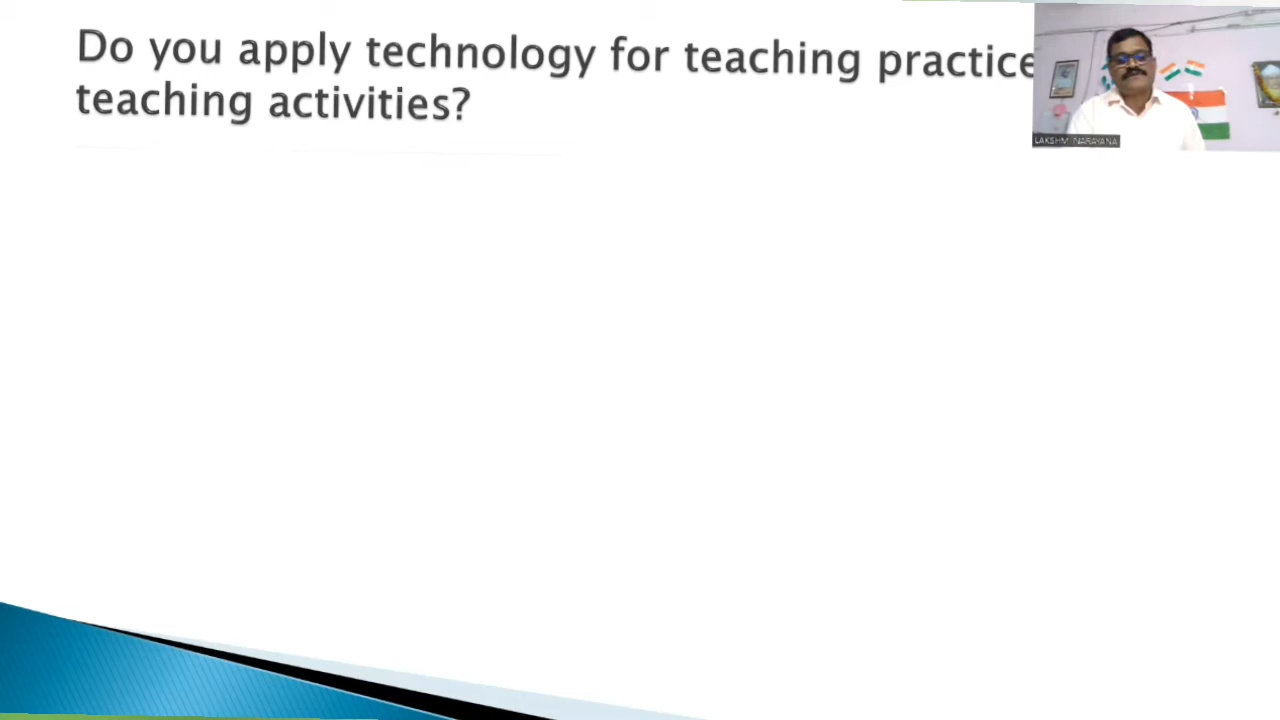 Do you apply technology for teaching practice
teaching activities?
LAKSHMI NARAYANA